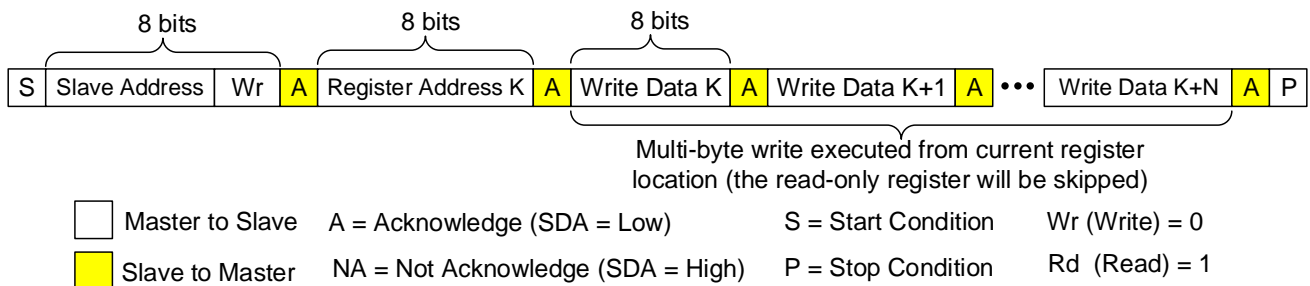 8 bits 8 bits 8 bits
S Slave Address Wr A Register Address K A Write Data K A Write Data K+1 A ••• Write Data K+N A P
Multi-byte write executed from current register
location (the read-only register will be skipped)
Master to Slave A = Acknowledge (SDA = Low) S = Start Condition Wr (Write) = 0
Slave to Master NA = Not Acknowledge (SDA = High) P = Stop Condition Rd (Read) = 1